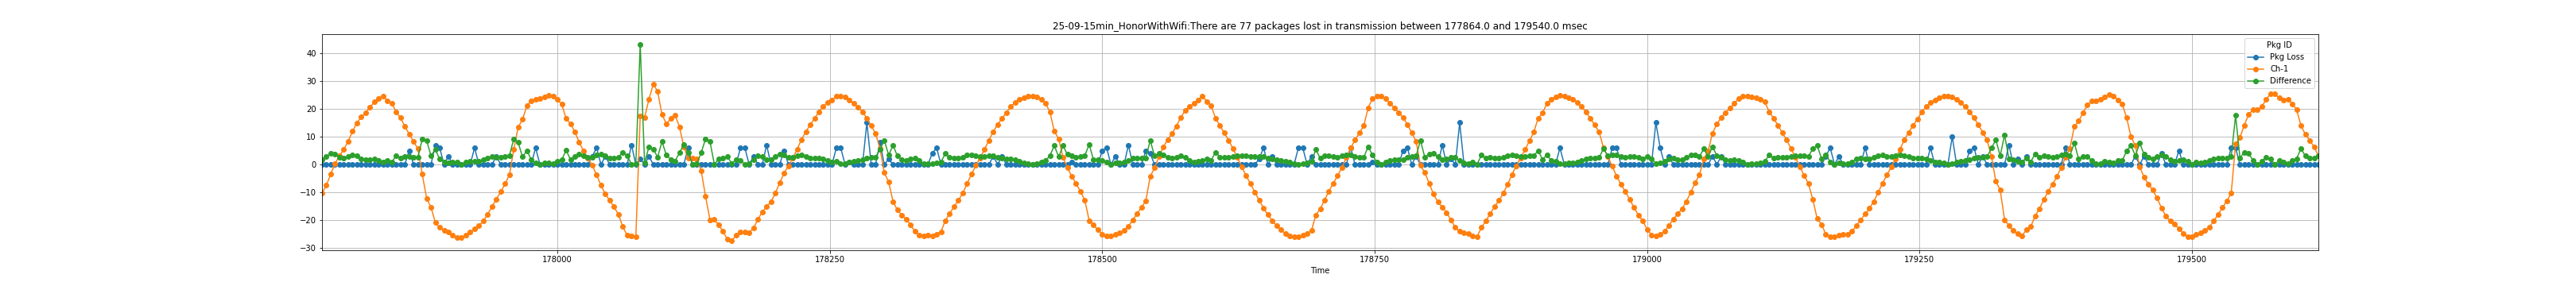 25-09-15min_HonorWithWifi:There are 77 packages lost in transmission between 177864.0 and 179540.0 msec
40
30
20
10
0
−10
−20
−30
Pkg ID
Pkg Loss
Ch-1
Difference
178000 178250 178500 178750 179000 179250 179500
Time